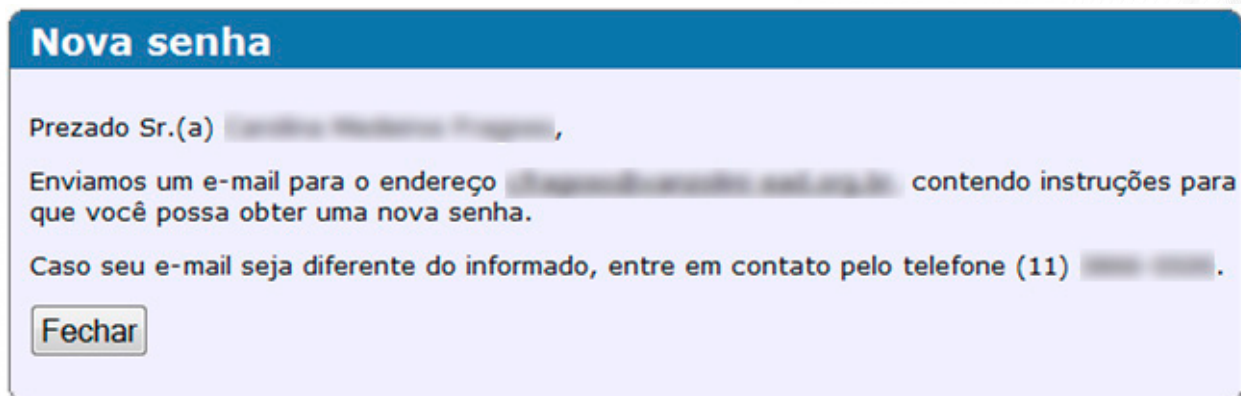 Nova senha
Prezado Sr.(a) ,
Enviamos um e-mail para o endereço contendo instruções para
que você possa obter uma nova senha.
Caso seu e-mail seja diferente do informado, entre em contato pelo telefone (11) .
Fechar